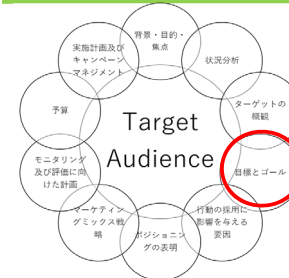 背景・目的・
焦点
状況分析
ターゲットの
概観
目標とゴール
行動の採用に
影響を与える
要因
ポジショニン
グの表明
マーケティン
グミックス戦
略
モニタリング
及び評価に向
けた計画
予算
実施計画及び
キャンペーン
マネジメント
Target
Audience